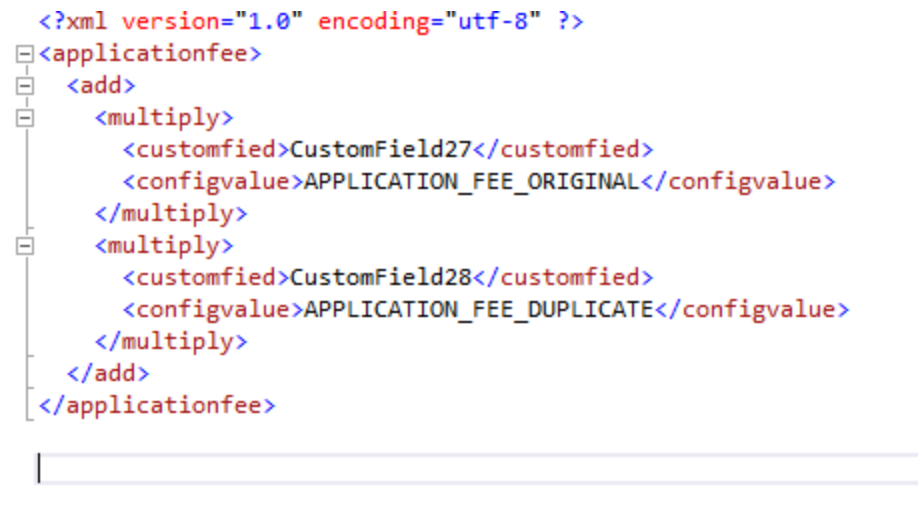 <?xml version="1.0" encoding="utf-8" ?>
<applicationfee>
<add>
<multiply>
<customfied>CustomField27</customfied>
<configvalue>APPLICATION_FEE_ORIGINAL</configvalue>
</multiply>
<multiply>
<customfied>CustomField28</customfied>
<configvalue>APPLICATION_FEE_DUPLICATE</configvalue>
</multiply>
</add>
</applicationfee>